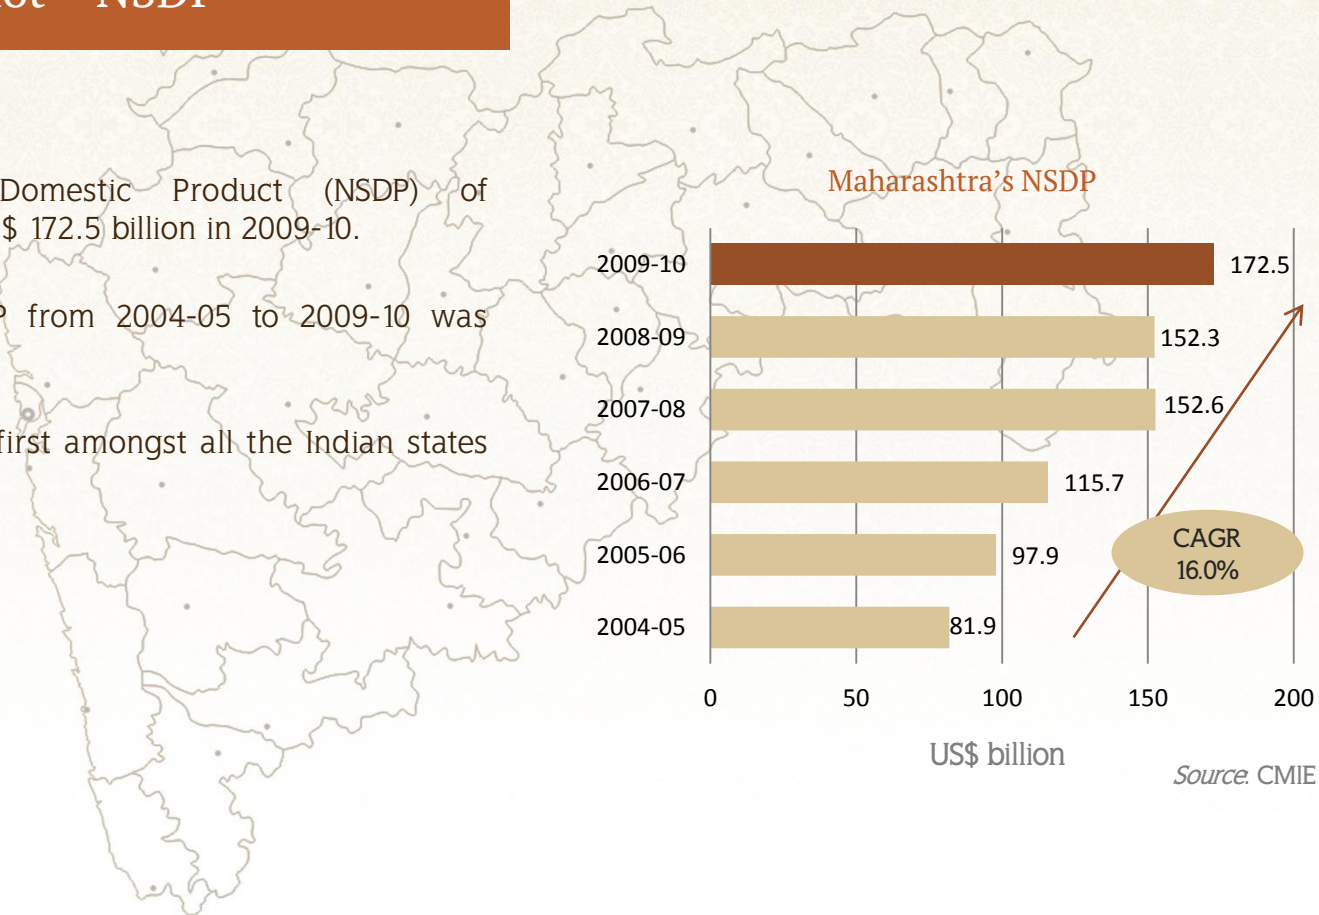 NSDP
Domestic Product (NSDP) of
$ 172.5 billion in 2009-10.
from 2004-05 to 2009-10 was
first amongst all the Indian states
Maharashtra's NSDP
2009-10 172.5
2008-09 152.3
2007-08 152.6
2006-07 115.7
2005-06 97.9
2004-05 81.9
CAGR
16.0%
0 50 100 150 200
US$ billion
Source: CMIE